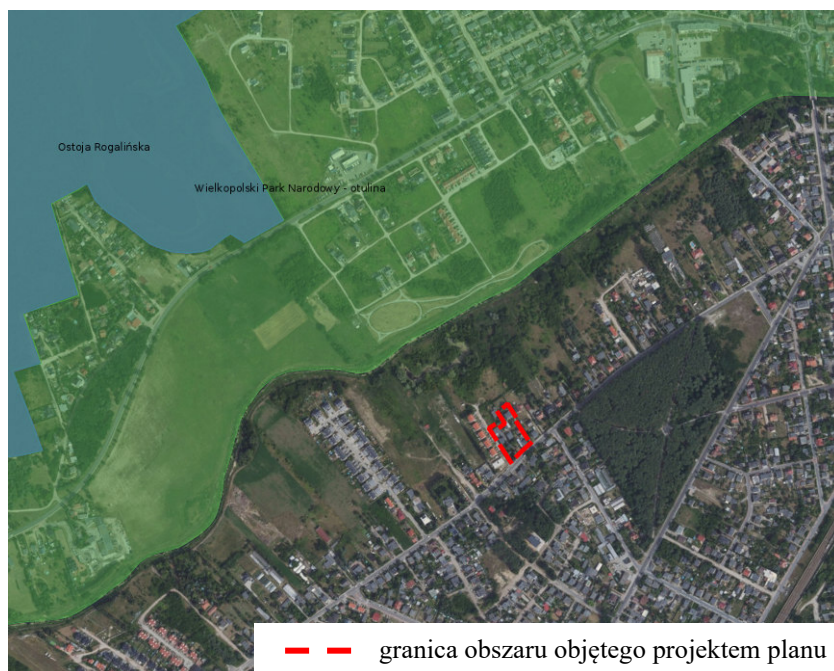 Ostoja Rogalińska
Wielkopolski Park Narodowy - otulina
granica obszaru objętego projektem planu